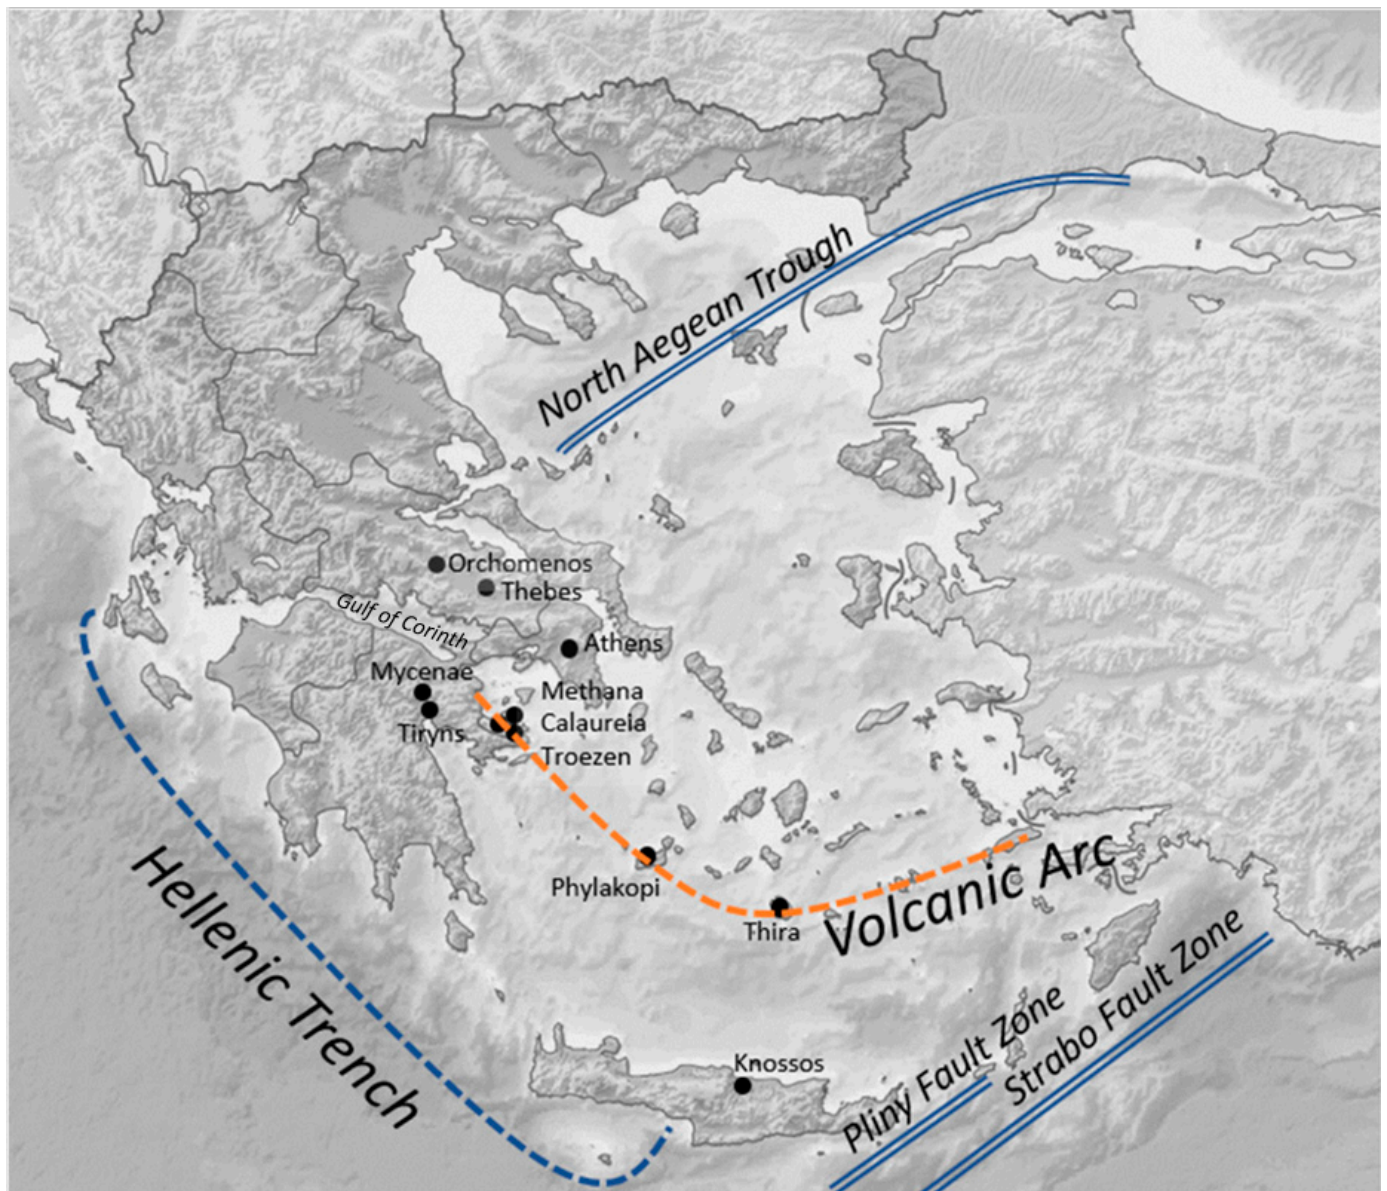 North Aegean Trough
Orchomenos
Thebes
Gulf of Corinth
Athens
Mycenae
Methana
Tiryns
Calaureia
Troezen
Phylakopi
Thira
Volcanic Arc
Hellenic Trench
Knossos
Pliny Fault Zone
Strabo Fault Zone